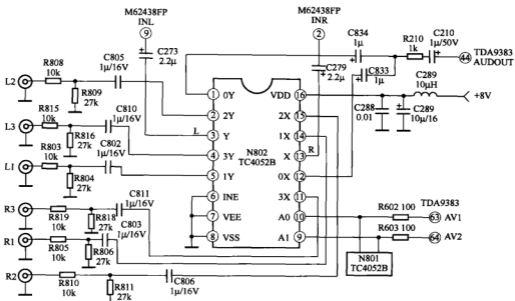 M62438FP
INL
⑨
M62438FP
INR
②
C834
1μ
R210
1k
C210
1μ/50V
㊹
TDA9383
AUDOUT
C273
2.2μ
C279
2.2μ
C833
1μ
C289
10μH
+8V
C288
0.01
C289
10μ/16
R808
10k
C805
1μ/16V
L2
R809
27k
R815
10k
C810
1μ/16V
L3
R816
27k
R803
10k
C802
1μ/16V
L1
R804
27k
R3
R819
10k
R818
27k
C811
1μ/16V
C803
1μ/16V
R1
R805
10k
R806
27k
R2
R810
10k
R811
27k
C806
1μ/16V
L
R
N802
TC4052B
① 0Y
② 2Y
③ Y
④ 3Y
⑤ 1Y
⑥ INE
⑦ VEE
⑧ VSS
VDD ⑯
2X ⑮
1X ⑭
X ⑬
0X ⑫
3X ⑪
A0 ⑩
A1 ⑨
TDA9383
R602 100
63 AV1
R603 100
64 AV2
N801
TC4052B